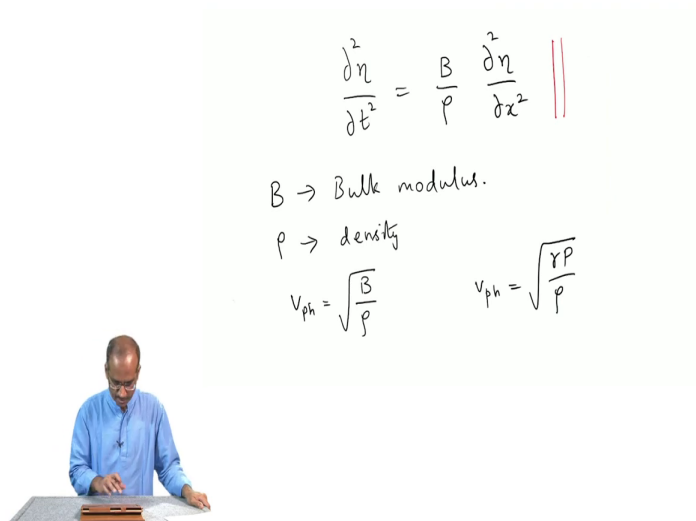 ∂²η/∂t² = B/ρ ∂²η/∂x² ||
B → Bulk modulus.
ρ → density
v_ph = √(B/ρ)
v_ph = √(γP/ρ)